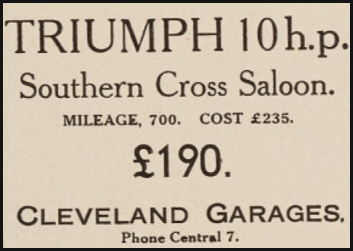 TRIUMPH 10 h.p.
Southern Cross Saloon.
MILEAGE, 700. COST £235.
£190.
CLEVELAND GARAGES,
Phone Central 7.